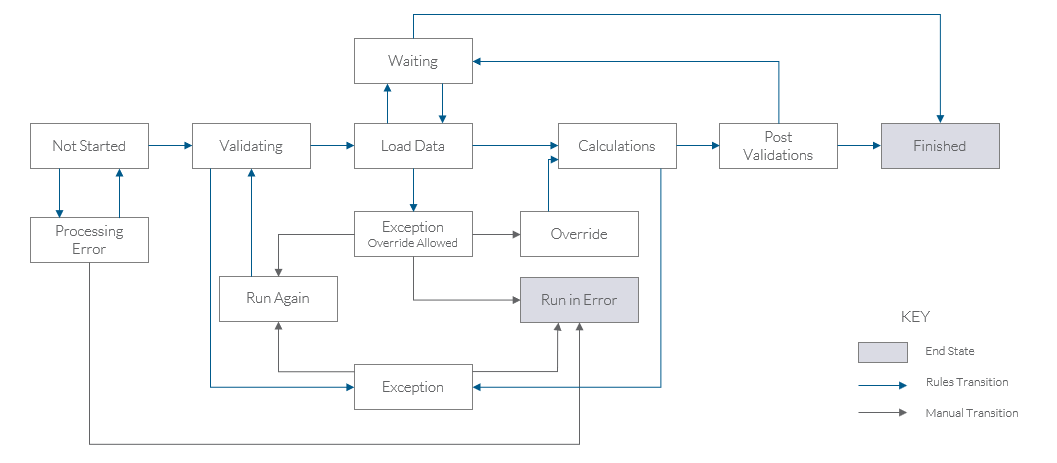 Waiting
Not Started
Validating
Load Data
Calculations
Post
Validations
Finished
Processing
Error
Exception
Override Allowed
Override
Run Again
Run in Error
Exception
KEY
End State
Rules Transition
Manual Transition